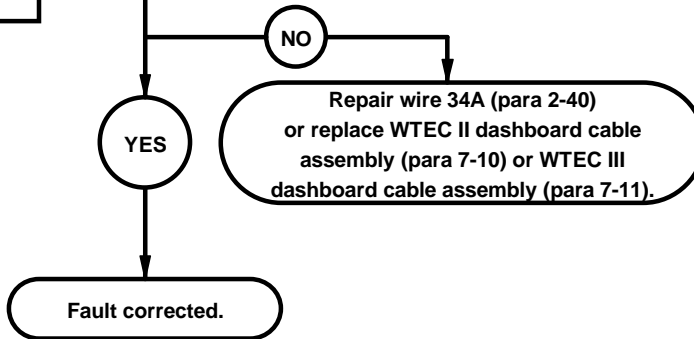 NO
Repair wire 34A (para 2-40)
or replace WTEC II dashboard cable
assembly (para 7-10) or WTEC III
dashboard cable assembly (para 7-11).
YES
Fault corrected.